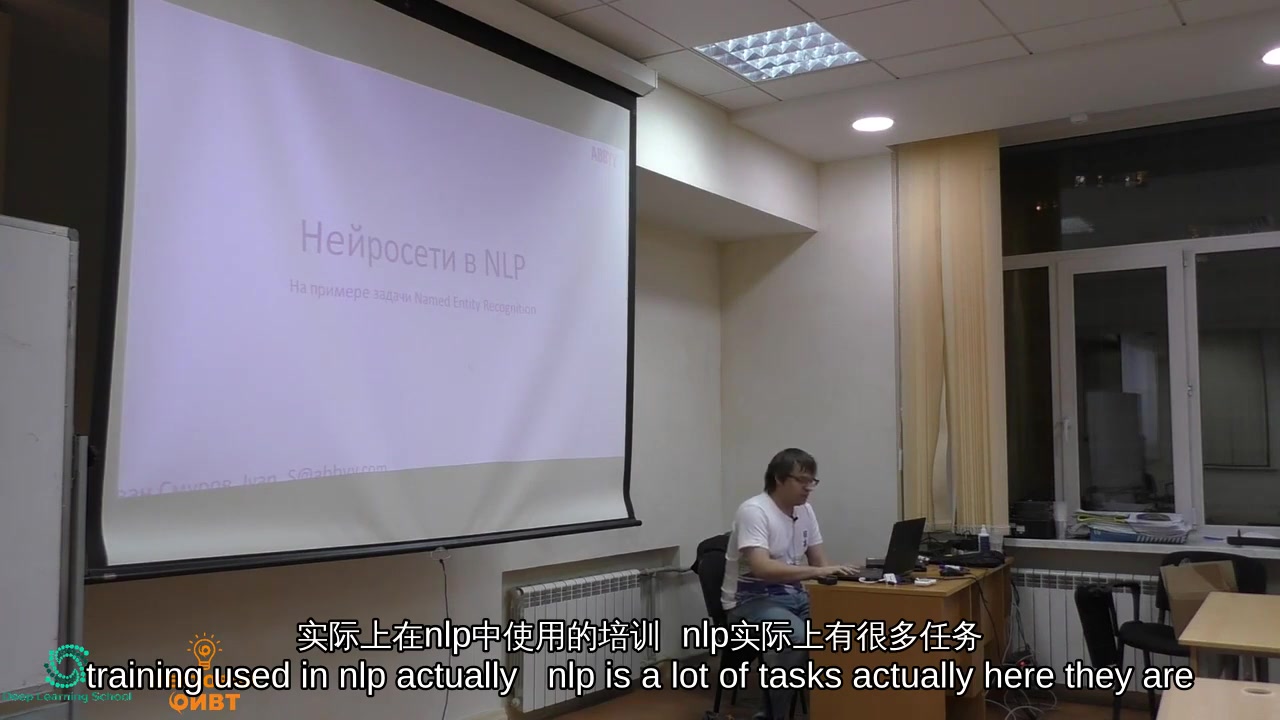 ABBYY
Нейросети в NLP
На примере задачи Named Entity Recognition
Смуров, Ivan_S@abbyy.com
实际上在nlp中使用的培训 nlp实际上有很多任务
training used in nlp actually nlp is a lot of tasks actually here they are
Deep Learning School
ФИВТ